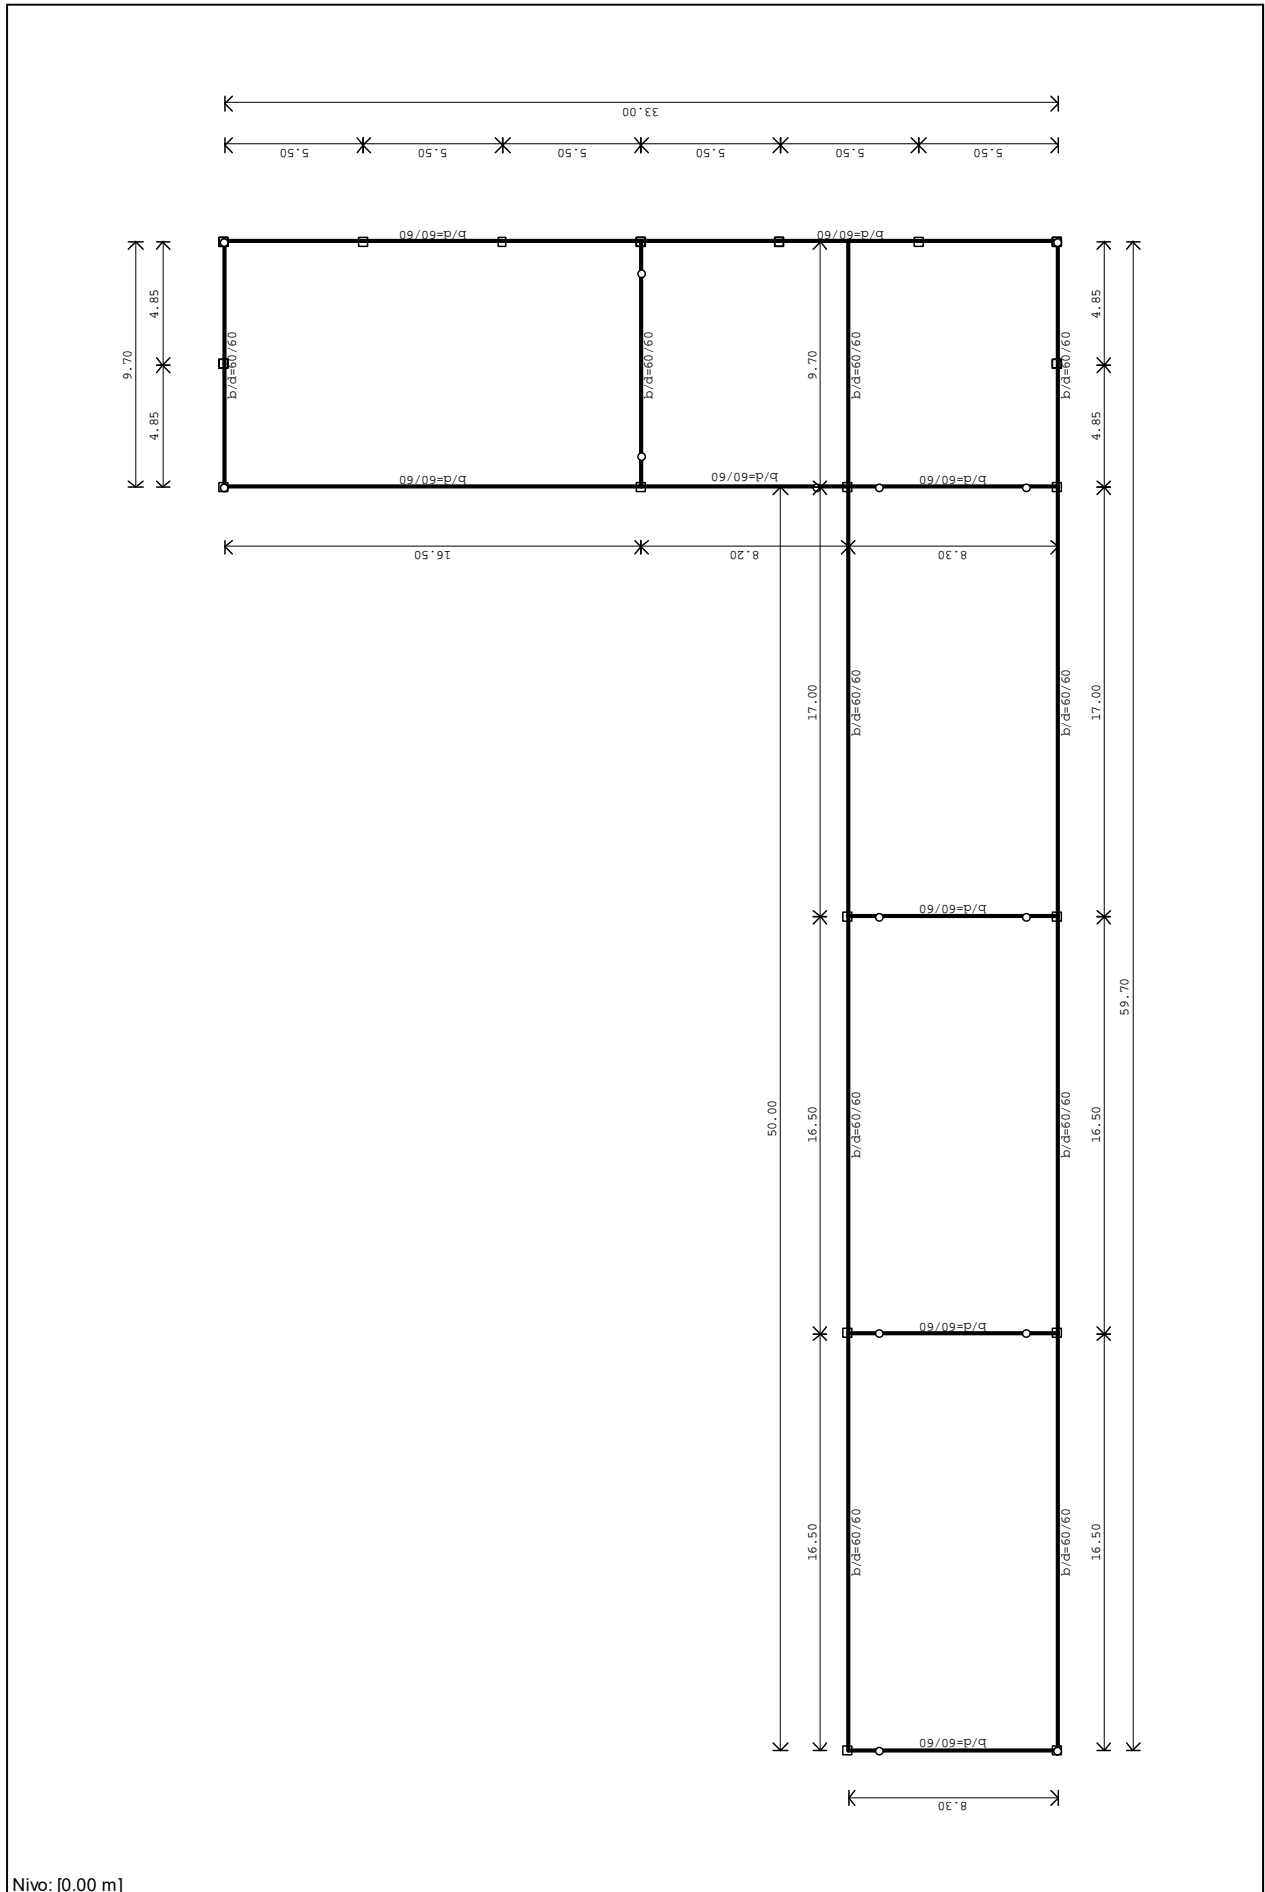 33.00
5.50 5.50 5.50 5.50 5.50 5.50
b/d=60/60 b/d=60/60
4.85 4.85
9.70 b/d=60/60 b/d=60/60 9.70 b/d=60/60 b/d=60/60
4.85 4.85
b/d=60/60 b/d=60/60 b/d=60/60
16.50 8.20 8.30
17.00 b/d=60/60 b/d=60/60 17.00
b/d=60/60
59.70
50.00 16.50 b/d=60/60 b/d=60/60 16.50
b/d=60/60
16.50 b/d=60/60 b/d=60/60 16.50
b/d=60/60
8.30
Nivo: [0.00 m]